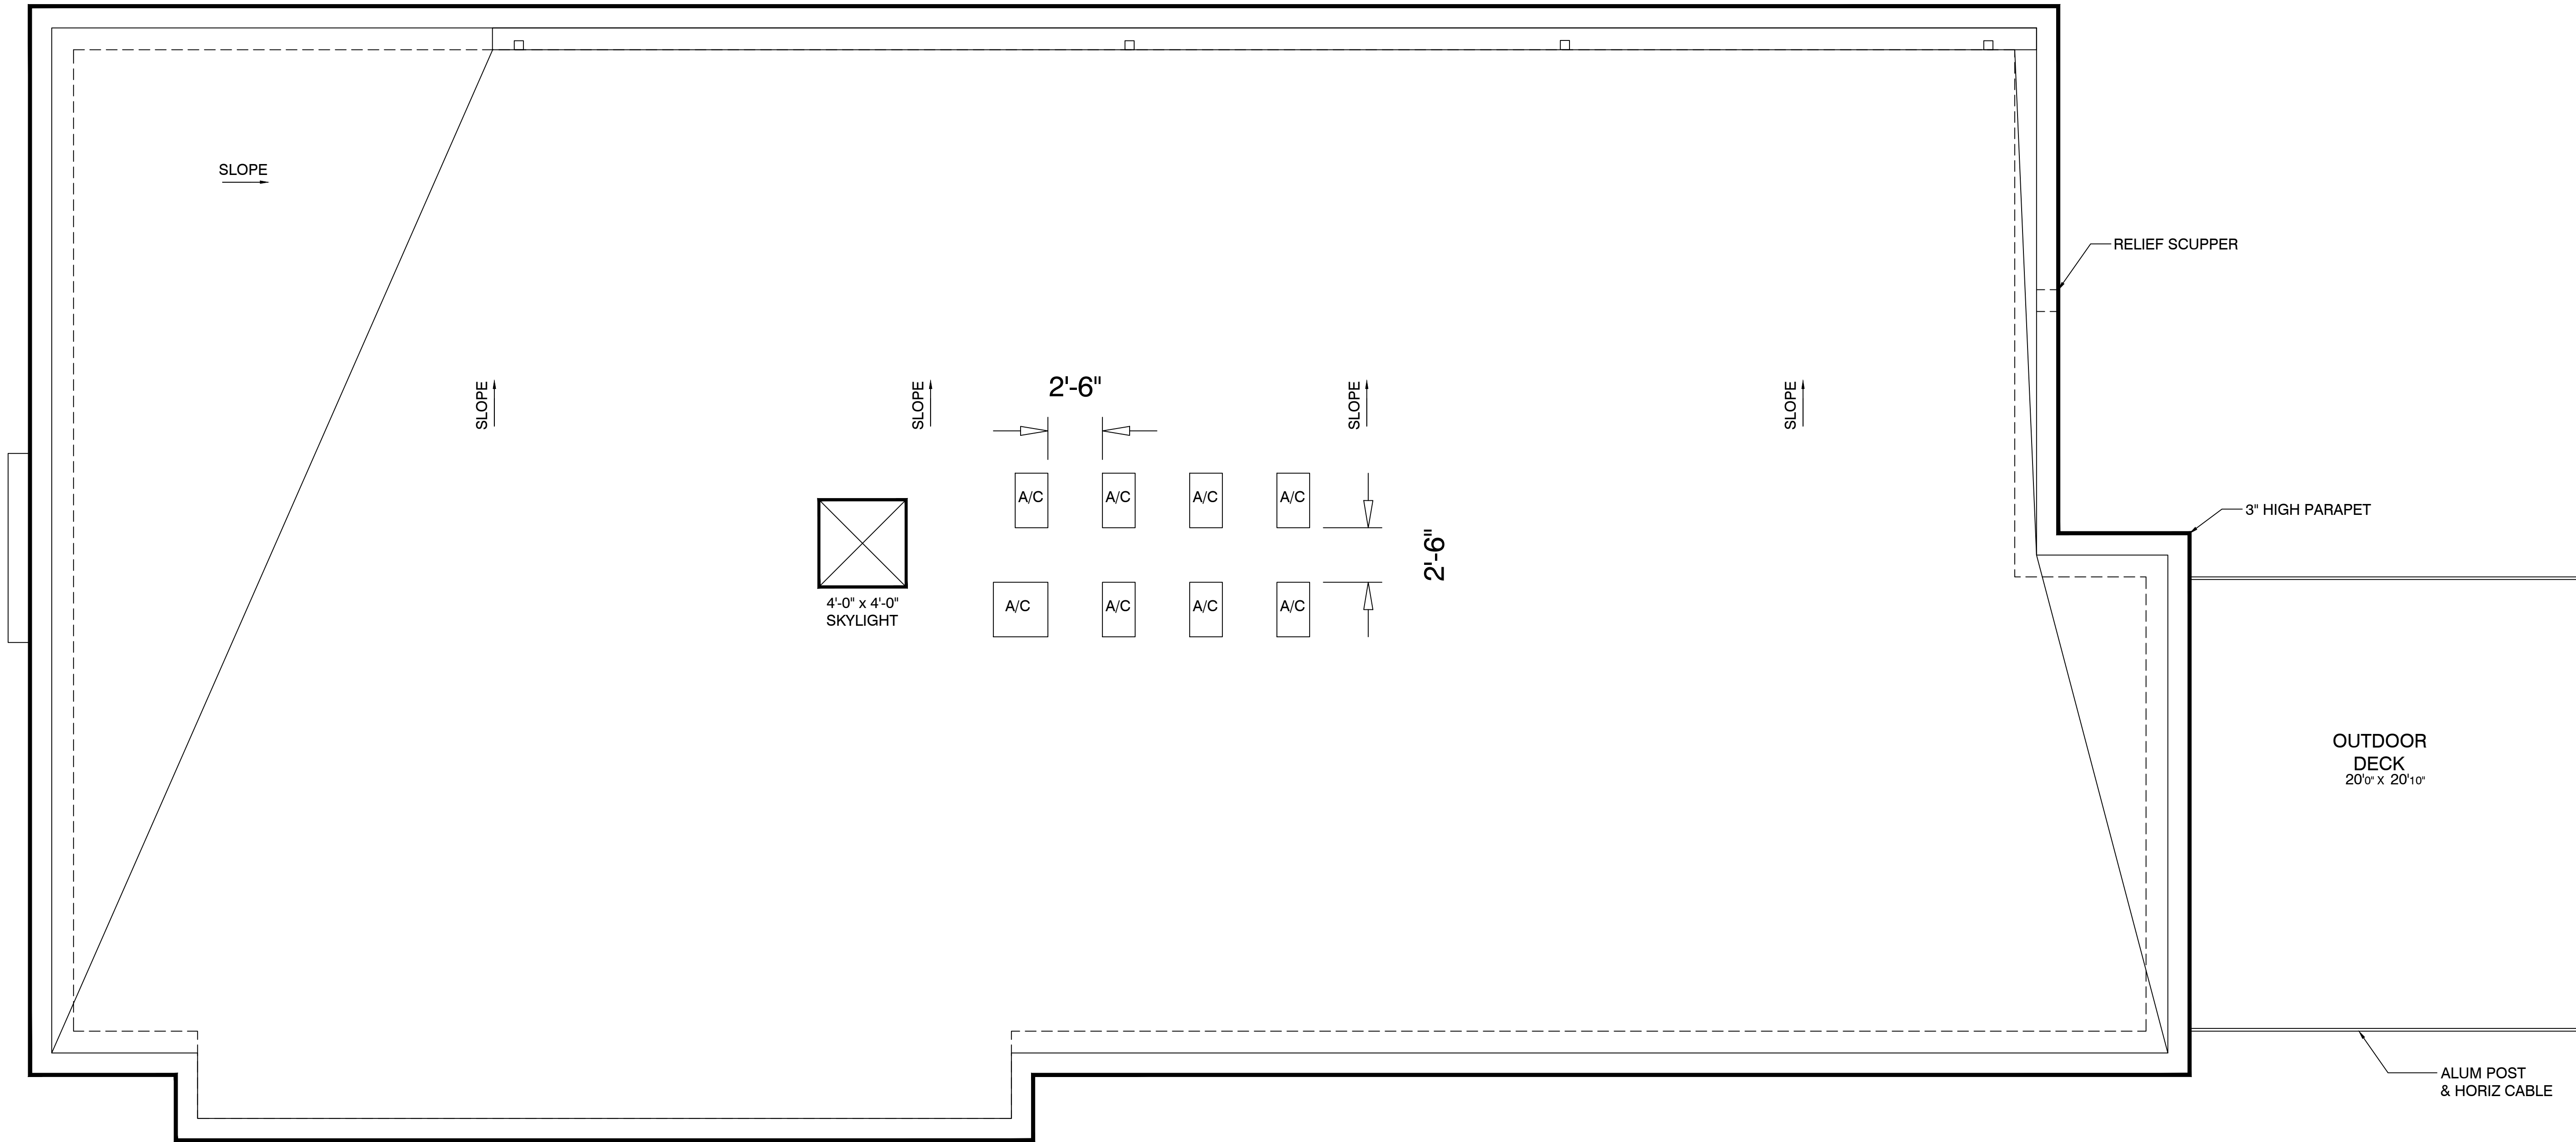 SLOPE
RELIEF SCUPPER
SLOPE
SLOPE
2'-6"
SLOPE
SLOPE
A/C
A/C
A/C
A/C
3" HIGH PARAPET
2'-6"
4'-0" x 4'-0"
SKYLIGHT
A/C
A/C
A/C
A/C
OUTDOOR
DECK
20'0" X 20'10"
ALUM POST
& HORIZ CABLE